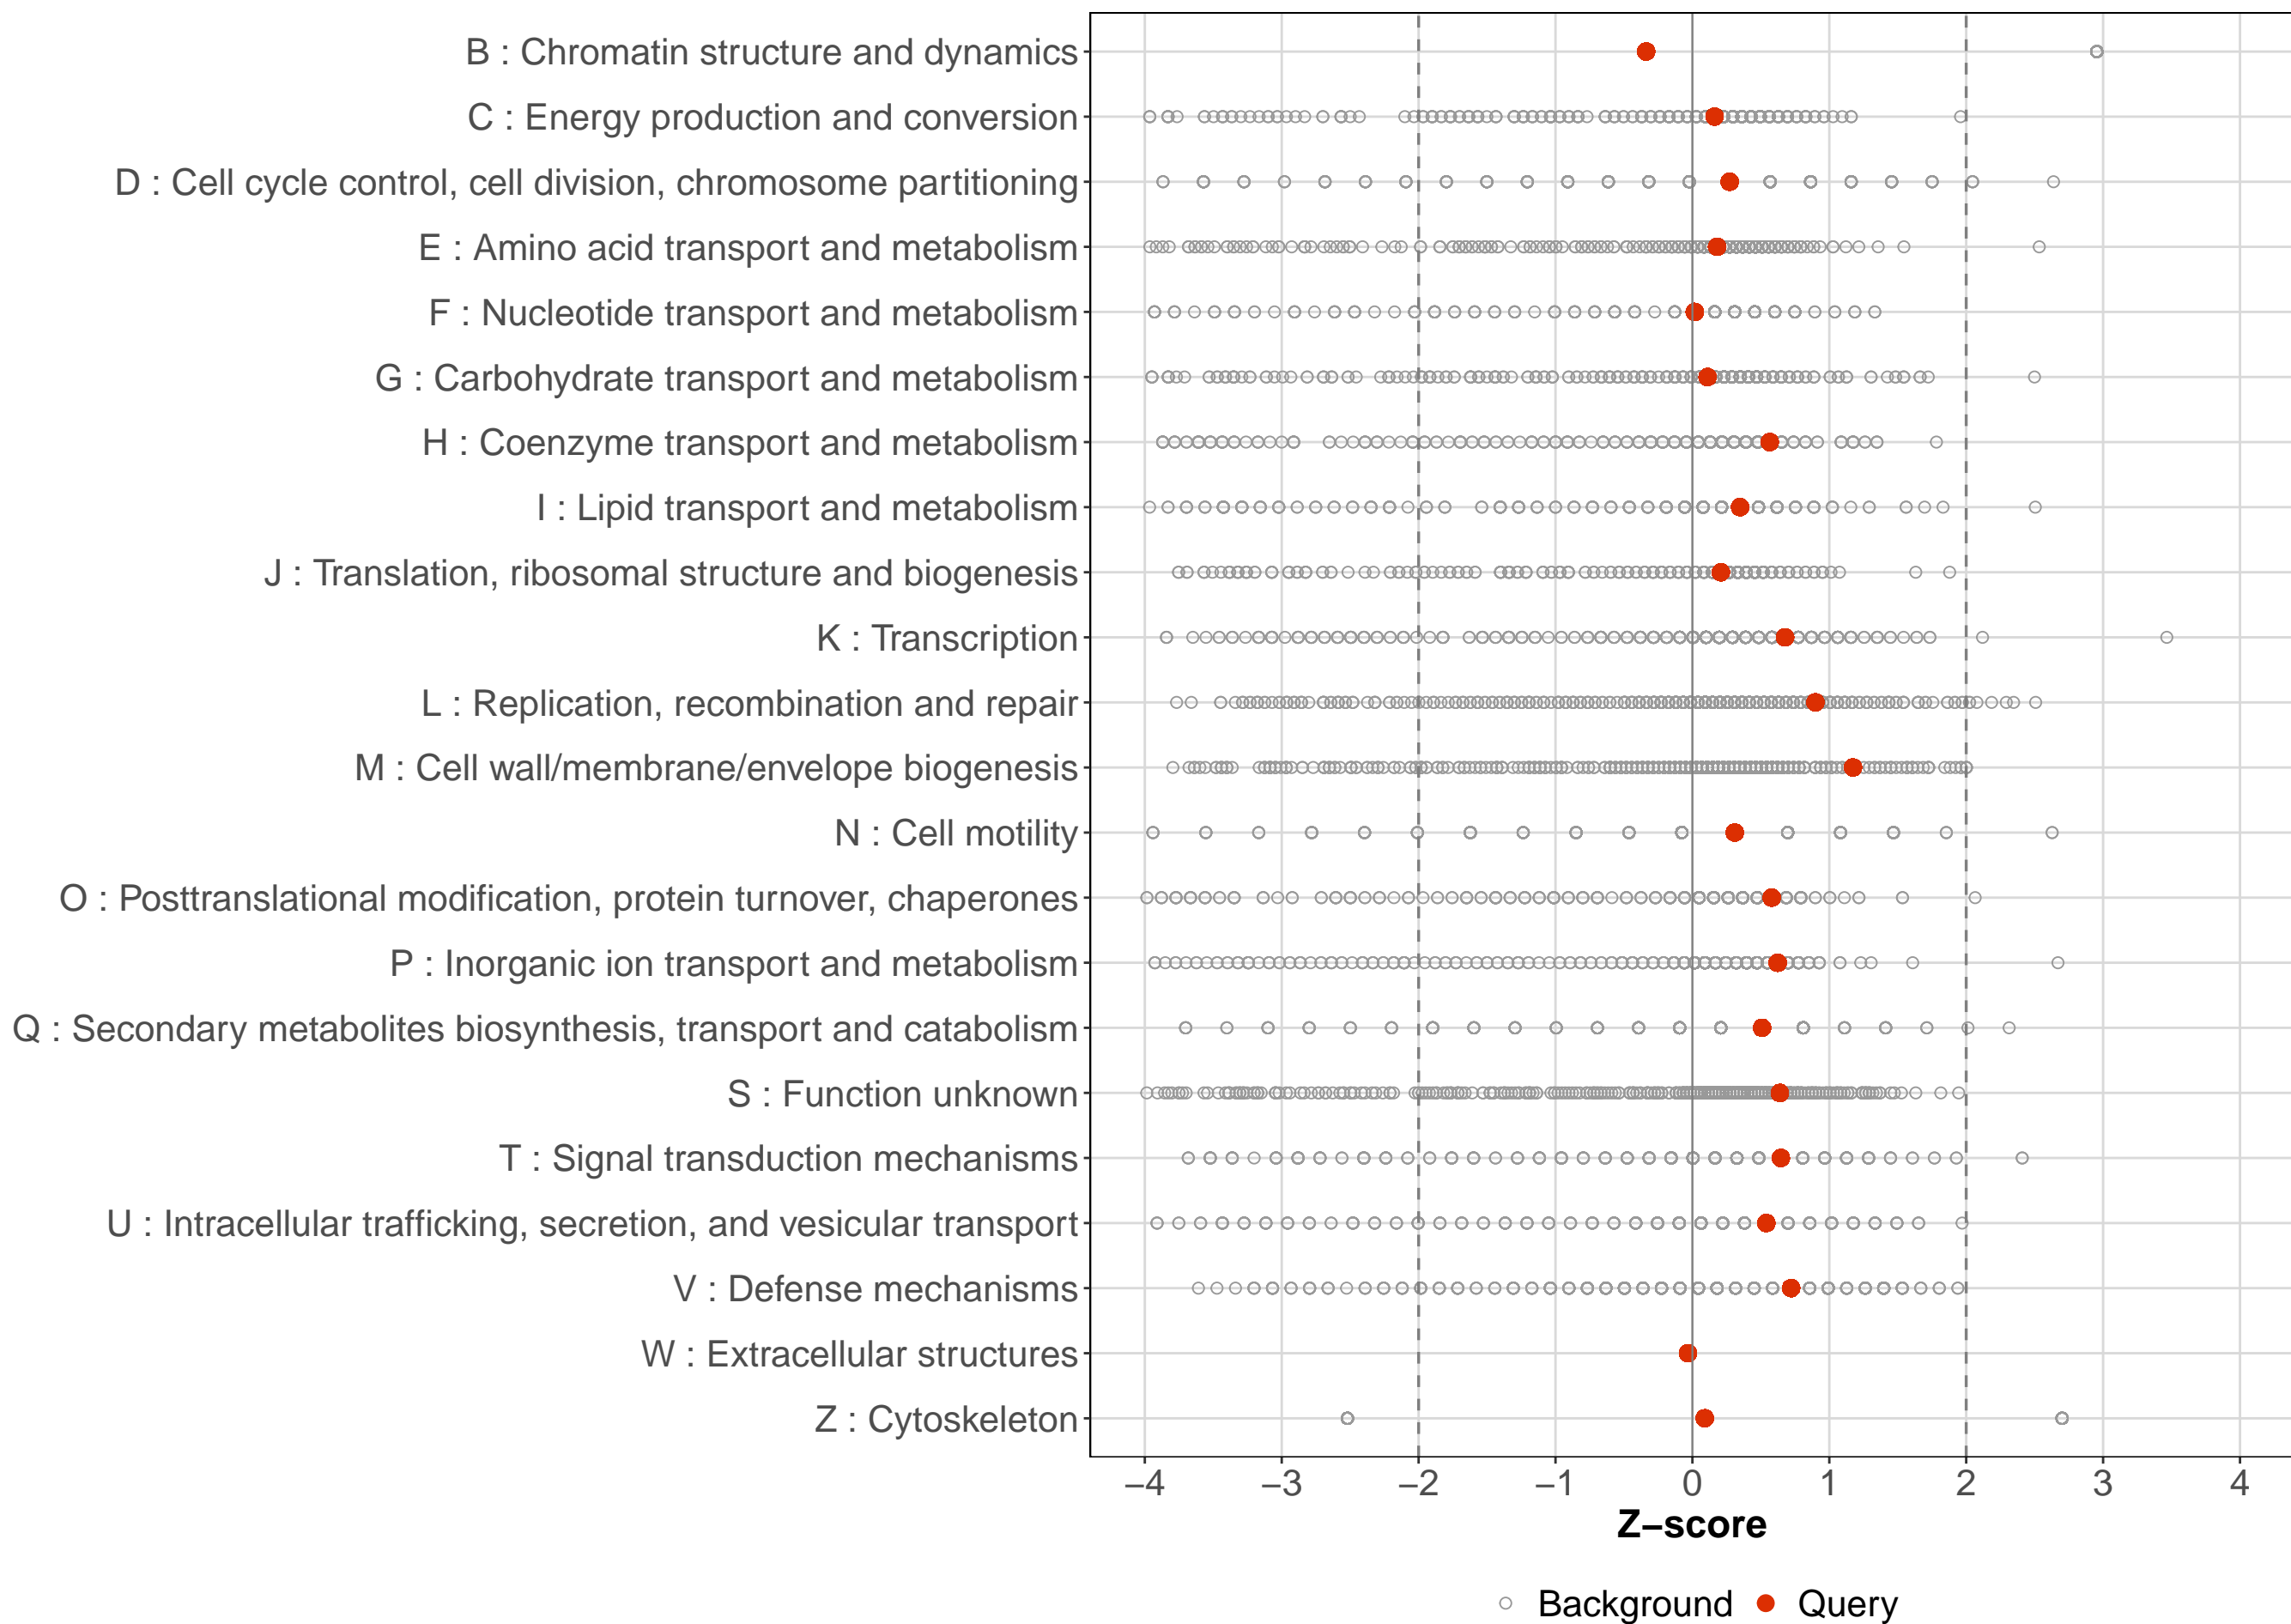 B : Chromatin structure and dynamics
C : Energy production and conversion
D : Cell cycle control, cell division, chromosome partitioning
E : Amino acid transport and metabolism
F : Nucleotide transport and metabolism
G : Carbohydrate transport and metabolism
H : Coenzyme transport and metabolism
I : Lipid transport and metabolism
J : Translation, ribosomal structure and biogenesis
K : Transcription
L : Replication, recombination and repair
M : Cell wall/membrane/envelope biogenesis
N : Cell motility
O : Posttranslational modification, protein turnover, chaperones
P : Inorganic ion transport and metabolism
Q : Secondary metabolites biosynthesis, transport and catabolism
S : Function unknown
T : Signal transduction mechanisms
U : Intracellular trafficking, secretion, and vesicular transport
V : Defense mechanisms
W : Extracellular structures
Z : Cytoskeleton
−4 −3 −2 −1 0 1 2 3 4
Z−score
Background Query